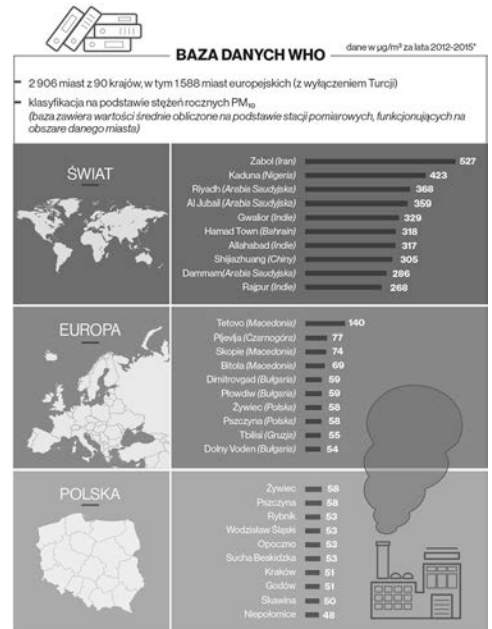 BAZA DANYCH WHO
dane w µg/m³ za lata 2012-2015*
2 906 miast z 90 krajów, w tym 1 588 miast europejskich (z wyłączeniem Turcji)
klasyfikacja na podstawie stężeń rocznych PM₁₀
(baza zawiera wartości średnie obliczone na podstawie stacji pomiarowych, funkcjonujących na
obszarze danego miasta)
ŚWIAT
Zabol (Iran) 527
Kaduna (Nigeria) 423
Riyadh (Arabia Saudyjska) 368
Al Jubail (Arabia Saudyjska) 359
Gwalior (Indie) 329
Hamad Town (Bahrain) 318
Allahabad (Indie) 317
Shijiazhuang (Chiny) 305
Dammam(Arabia Saudyjska) 286
Rajpur (Indie) 268
EUROPA
Tetovo (Macedonia) 140
Pljevlja (Czarnogóra) 77
Skopie (Macedonia) 74
Bitola (Macedonia) 69
Dimitrovgad (Bułgaria) 59
Płowdiw (Bułgaria) 59
Żywiec (Polska) 58
Pszczyna (Polska) 58
Tbilisi (Gruzja) 55
Dolny Voden (Bułgaria) 54
POLSKA
Żywiec 58
Pszczyna 58
Rybnik 53
Wodzisław Śląski 53
Opoczno 53
Sucha Beskidzka 53
Kraków 51
Godów 51
Skawina 50
Niepołomice 48